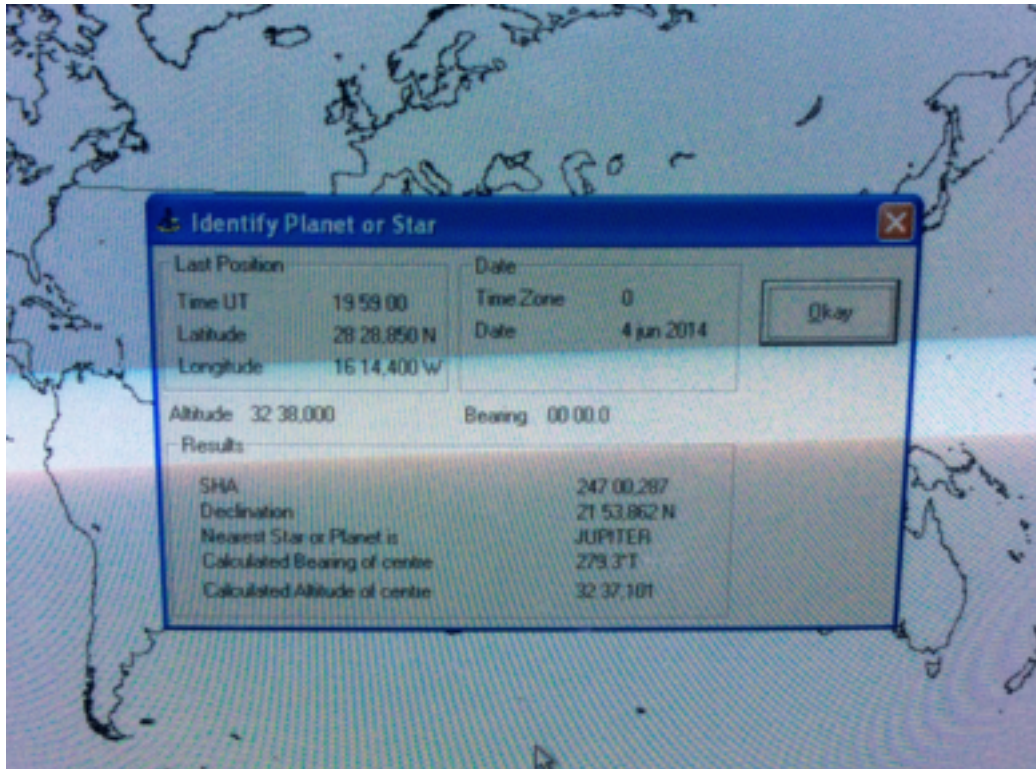 Identify Planet or Star
Last Position
Time UT 19 59 00
Latitude 28 28,850 N
Longitude 16 14,400 W
Date
Time Zone 0
Date 4 jun 2014
Okay
Altitude 32 38,000
Bearing 00 00.0
Results
SHA 247 00,287
Declination 21 53,862 N
Nearest Star or Planet is JUPITER
Calculated Bearing of centre 279.3°T
Calculated Altitude of centre 32 37,101